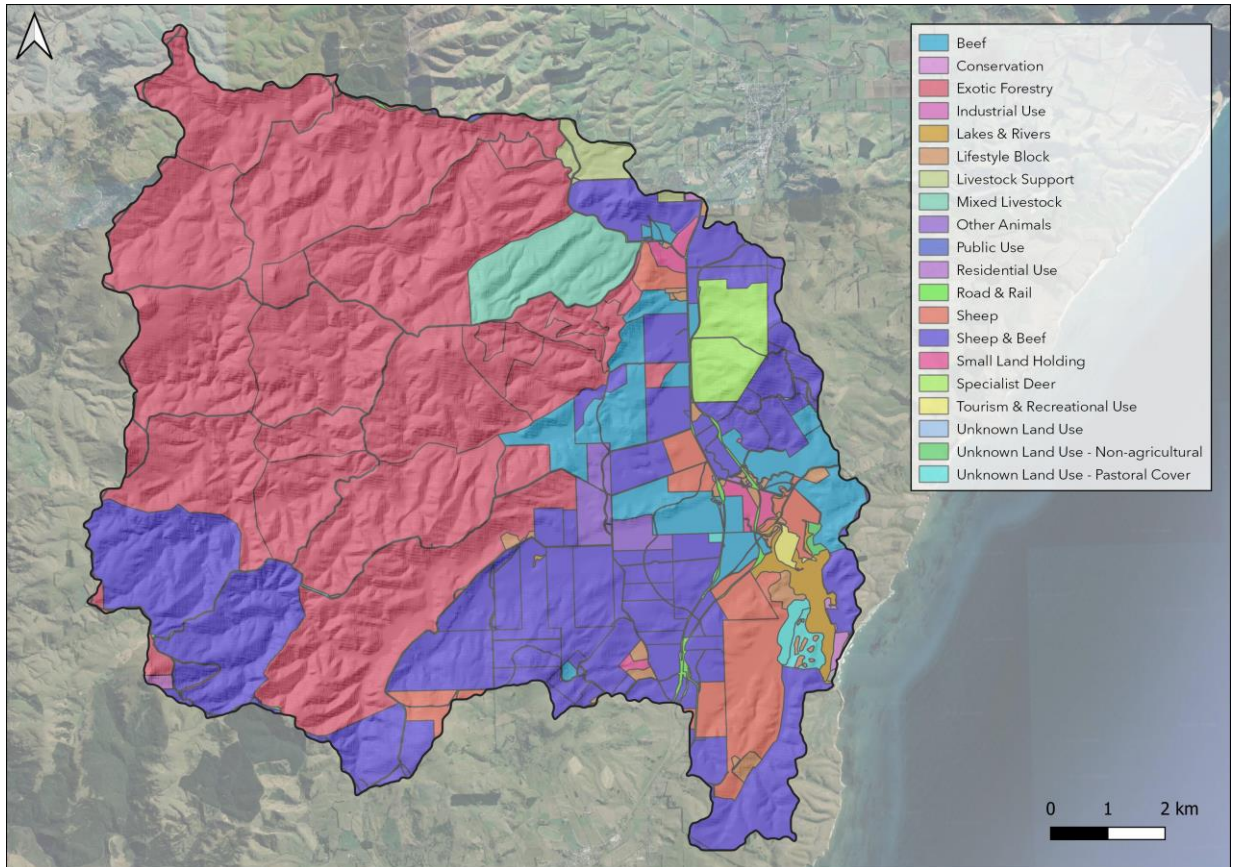 Beef
Conservation
Exotic Forestry
Industrial Use
Lakes & Rivers
Lifestyle Block
Livestock Support
Mixed Livestock
Other Animals
Public Use
Residential Use
Road & Rail
Sheep
Sheep & Beef
Small Land Holding
Specialist Deer
Tourism & Recreational Use
Unknown Land Use
Unknown Land Use - Non-agricultural
Unknown Land Use - Pastoral Cover
0 1 2 km